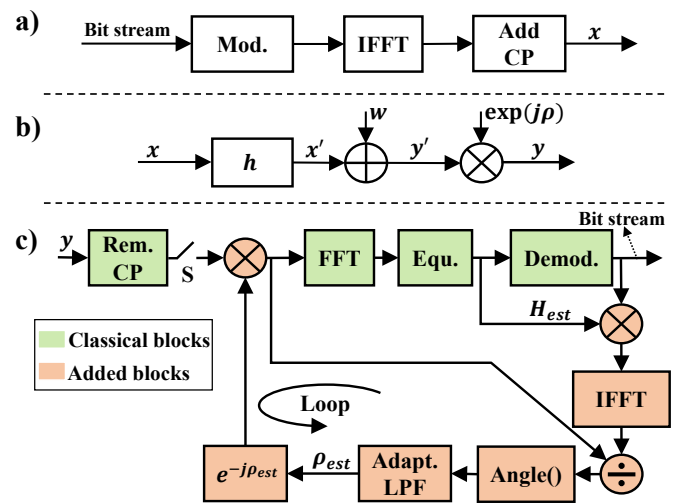 a)
Bit stream
Mod.
IFFT
Add
CP
x
b)
x
h
x′
w
y′
exp(jρ)
y
c)
y
Rem.
CP
S
FFT
Equ.
Demod.
Bit stream
H_est
Classical blocks
Added blocks
Loop
IFFT
e^{-jρ_est}
ρ_est
Adapt.
LPF
Angle()
÷